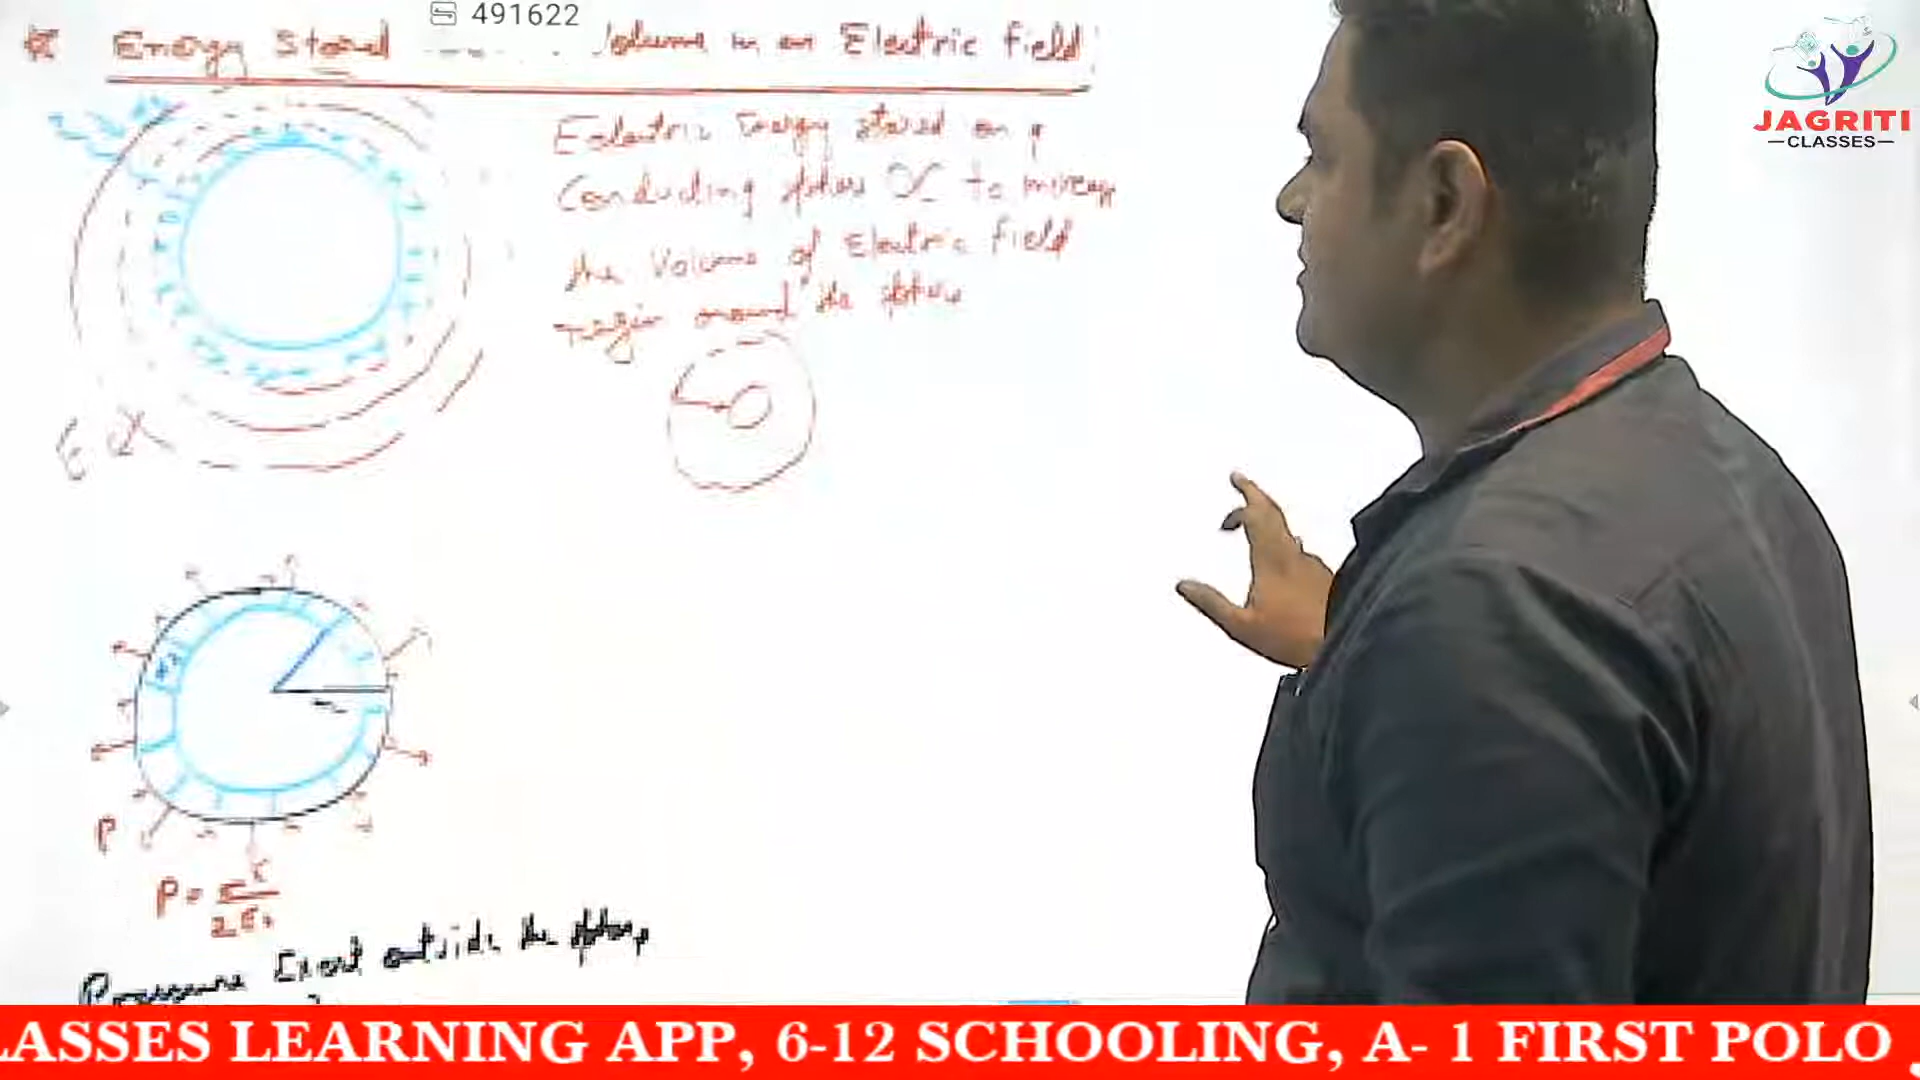 491622
Energy Stored Volume in an Electric field
Eelectric Energy stored on a
Conducting sphere ∝ to increase
the Volume of Electric field
region around the sphere
E
P
P = σ²/2ε₀
Pressure Exert outside the sphere
JAGRITI
CLASSES
LASSES LEARNING APP, 6-12 SCHOOLING, A- 1 FIRST POLO